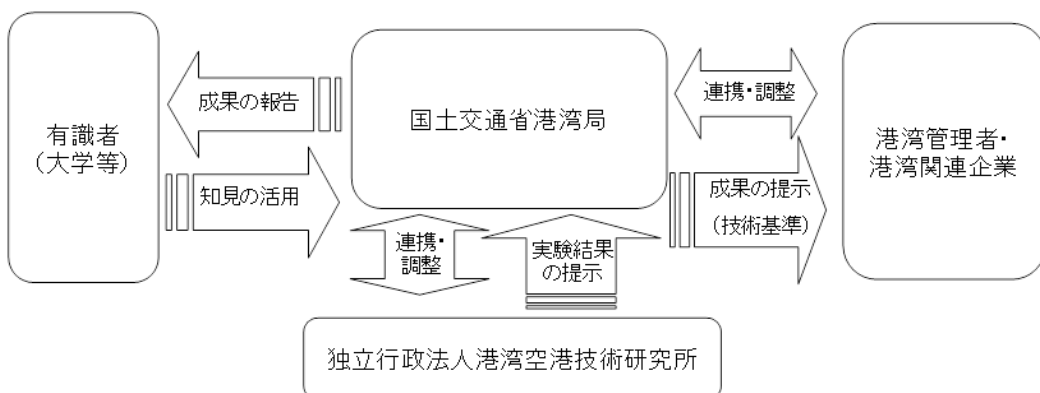 有識者
(大学等)
成果の報告
知見の活用
国土交通省港湾局
連携・調整
成果の提示
(技術基準)
港湾管理者・
港湾関連企業
連携・
調整
実験結果
の提示
独立行政法人港湾空港技術研究所